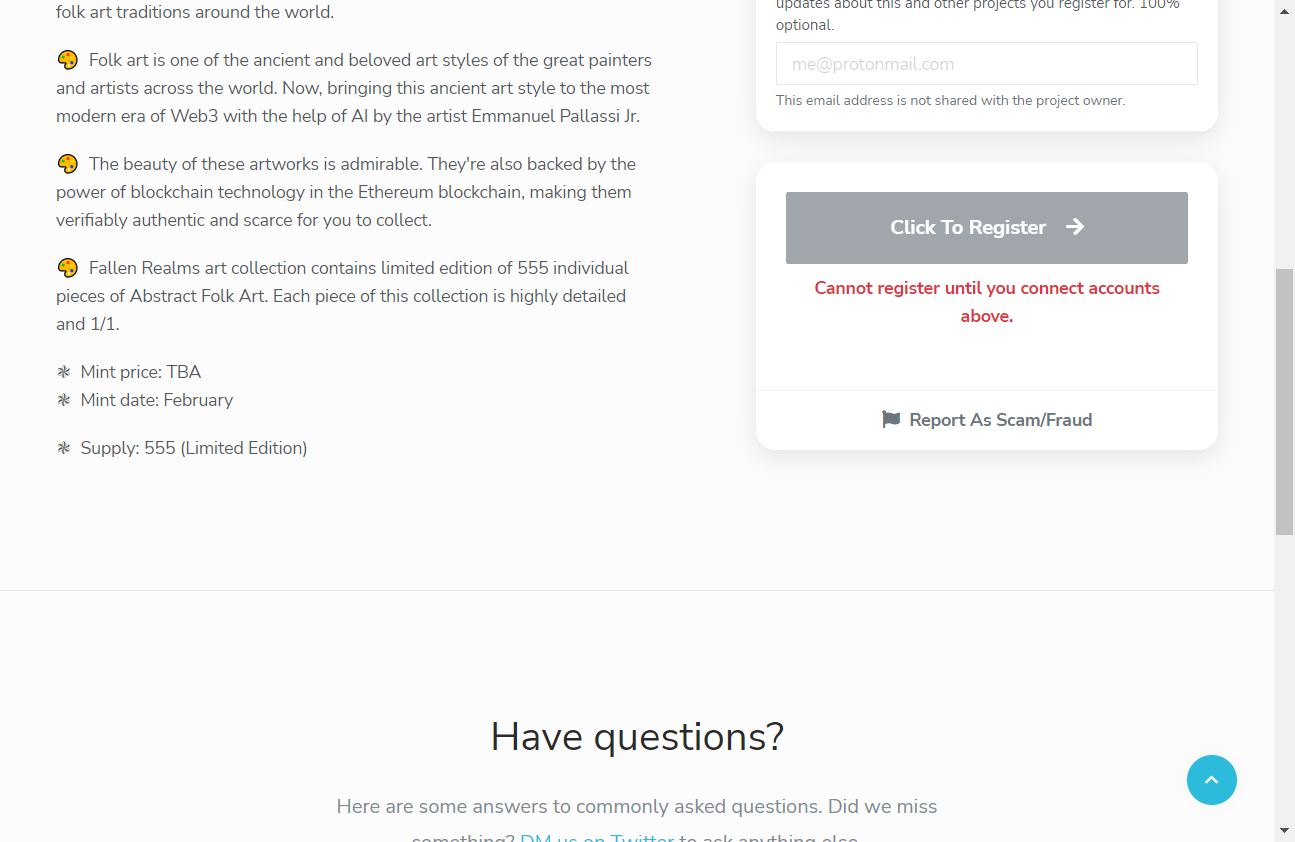 folk art traditions around the world.
Folk art is one of the ancient and beloved art styles of the great painters
and artists across the world. Now, bringing this ancient art style to the most
modern era of Web3 with the help of AI by the artist Emmanuel Pallassi Jr.
The beauty of these artworks is admirable. They're also backed by the
power of blockchain technology in the Ethereum blockchain, making them
verifiably authentic and scarce for you to collect.
Fallen Realms art collection contains limited edition of 555 individual
pieces of Abstract Folk Art. Each piece of this collection is highly detailed
and 1/1.
Mint price: TBA
Mint date: February
Supply: 555 (Limited Edition)
updates about this and other projects you register for. 100%
optional.
me@protonmail.com
This email address is not shared with the project owner.
Click To Register
Cannot register until you connect accounts
above.
Report As Scam/Fraud
Have questions?
Here are some answers to commonly asked questions. Did we miss
something? DM us on Twitter to ask anything else.